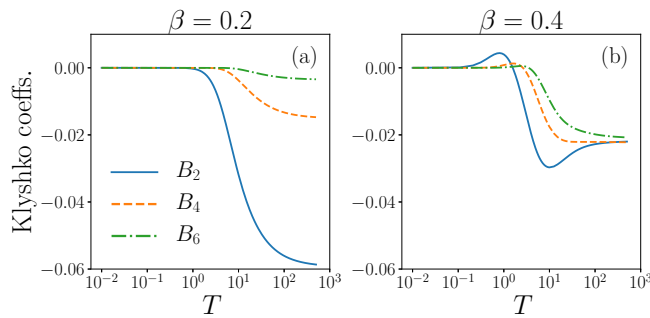 β = 0.2
β = 0.4
(a)
(b)
Klyshko coeffs.
0.00
−0.02
−0.04
−0.06
0.00
−0.02
−0.04
−0.06
B₂
B₄
B₆
10⁻² 10⁻¹ 10⁰ 10¹ 10² 10³
10⁻² 10⁻¹ 10⁰ 10¹ 10² 10³
T
T